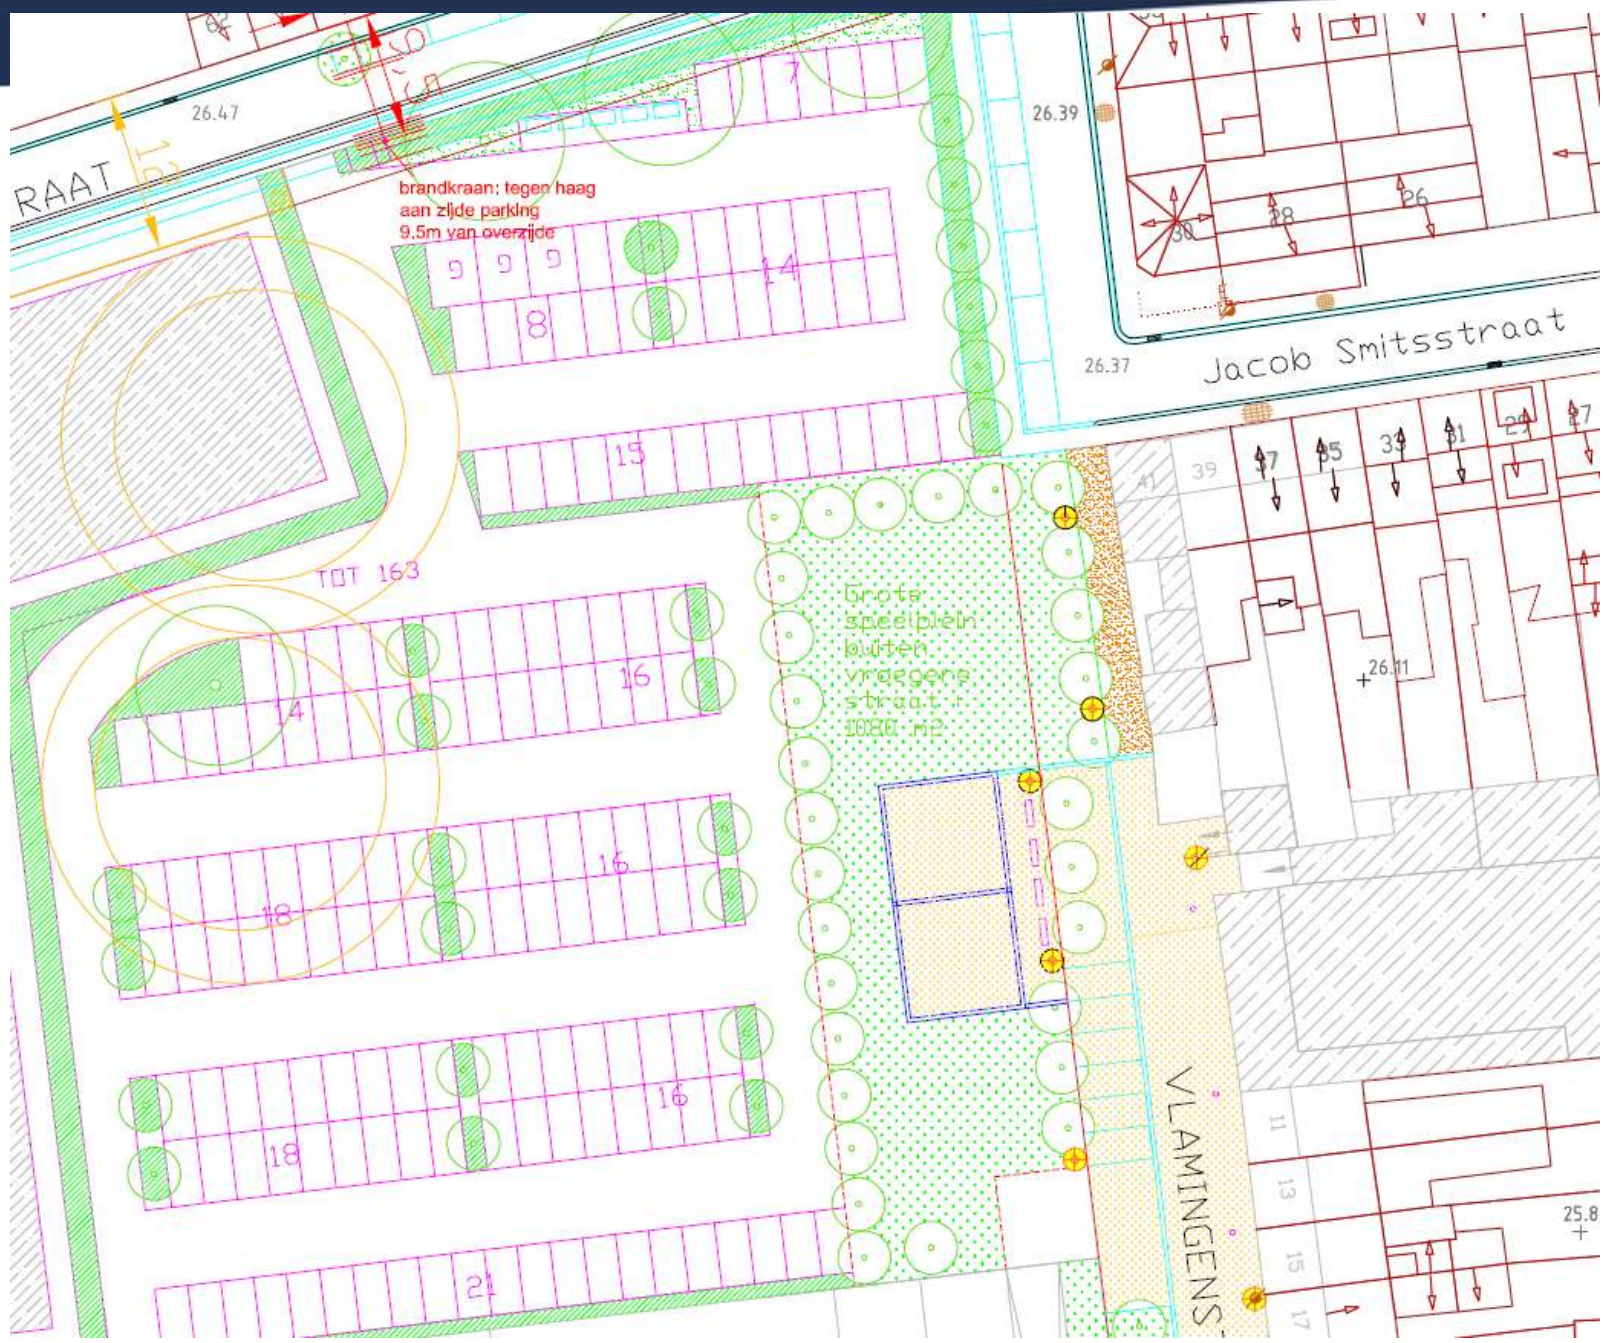 62
26.47
RAAT
brandkraan: tegen haag
aan zijde parking
9.5m van overzijde
7
14
8
15
TOT 163
26.39
30
28
26
26.37
Jacob Smitsstraat
41
39
37
35
33
31
29
27
26.11
Grote
speelplein
buiten
vroegere
straat :
1080 m2
14
16
18
16
18
16
21
VLAMINGENS-
11
13
15
17
25.8